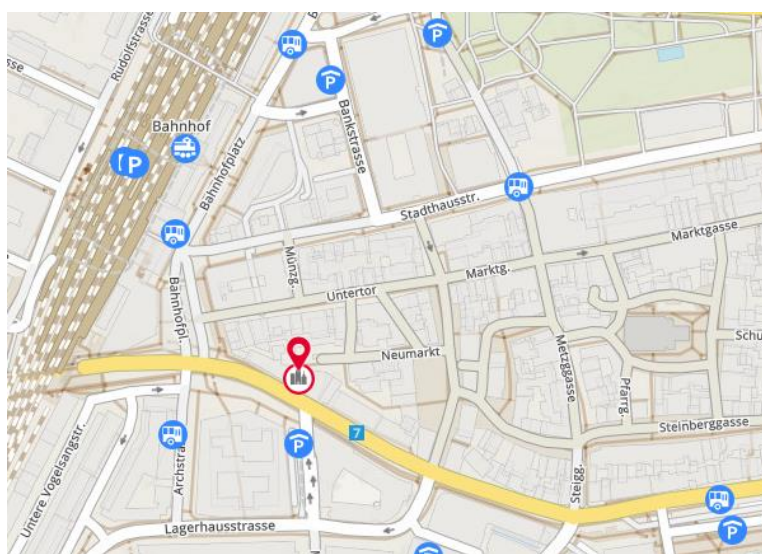 Rudolfstrasse
P
Bankstrasse
Bahnhof
P
Bahnhofplatz
Stadthausstr.
Marktgasse
Münzg.
Marktg.
Untertor
Bahnhofpl.
Neumarkt
Metzggasse
Pfarrg.
P
7
Steinberggasse
Archstra
Untere Vogelsangstr.
Steigg.
Lagerhausstrasse
P
P
P